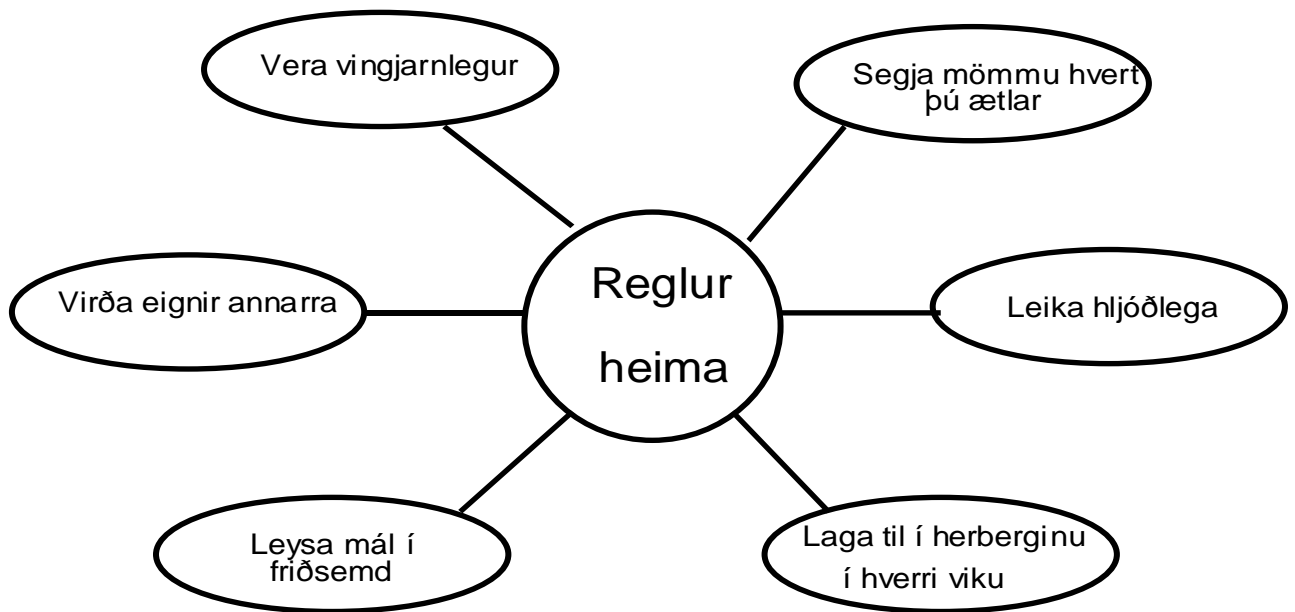 Vera vingjarnlegur
Segja mömmu hvert
þú ætlar
Virða eignir annarra
Reglur
heima
Leika hljóðlega
Leysa mál í
friðsemd
Laga til í herberginu
í hverri viku